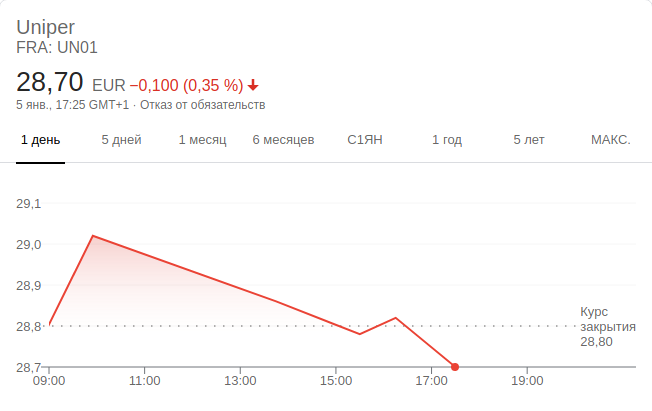 Uniper
FRA: UN01
28,70 EUR −0,100 (0,35 %)
5 янв., 17:25 GMT+1 · Отказ от обязательств
1 день 5 дней 1 месяц 6 месяцев С1ЯН 1 год 5 лет МАКС.
29,1
29,0
28,9
28,8
28,7
Курс
закрытия
28,80
09:00 11:00 13:00 15:00 17:00 19:00